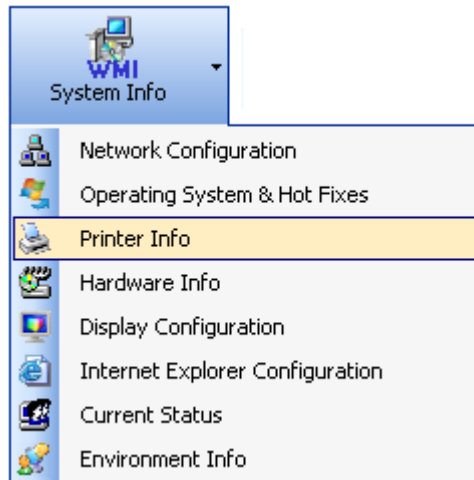 WMI
System Info
Network Configuration
Operating System & Hot Fixes
Printer Info
Hardware Info
Display Configuration
Internet Explorer Configuration
Current Status
Environment Info